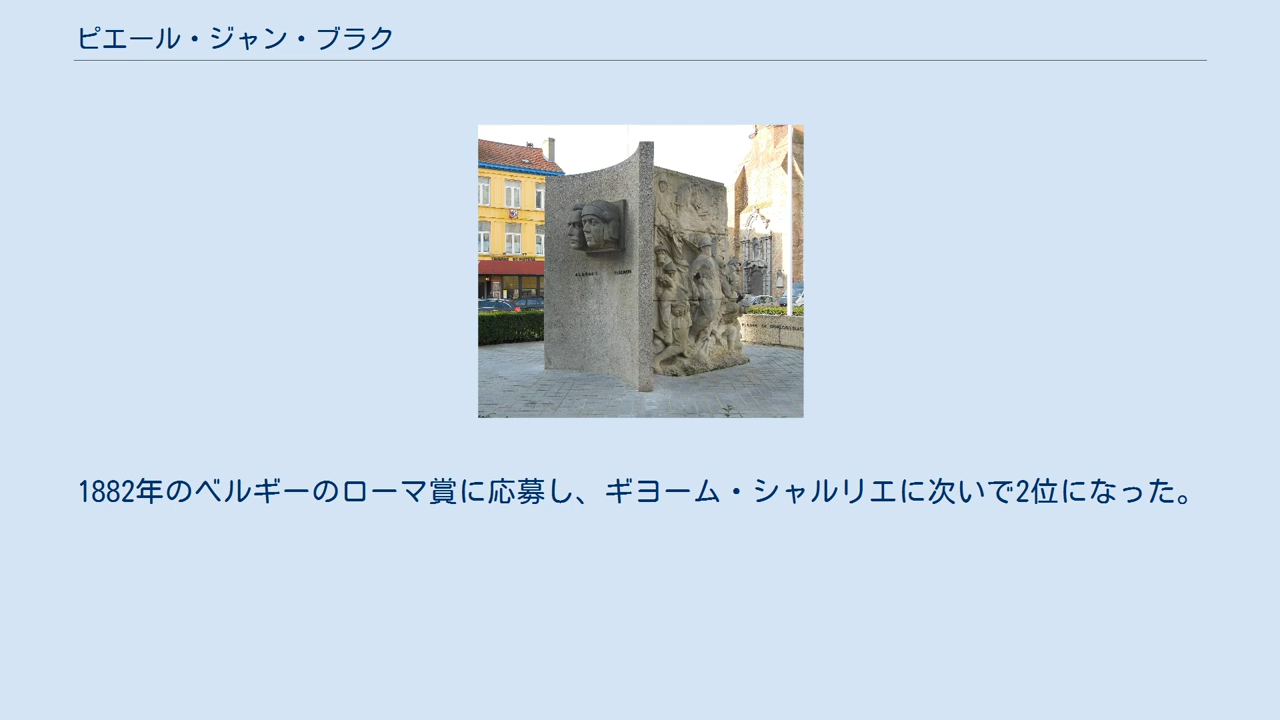 ピエール・ジャン・ブラク
1882年のベルギーのローマ賞に応募し、ギヨーム・シャルリエに次いで2位になった。